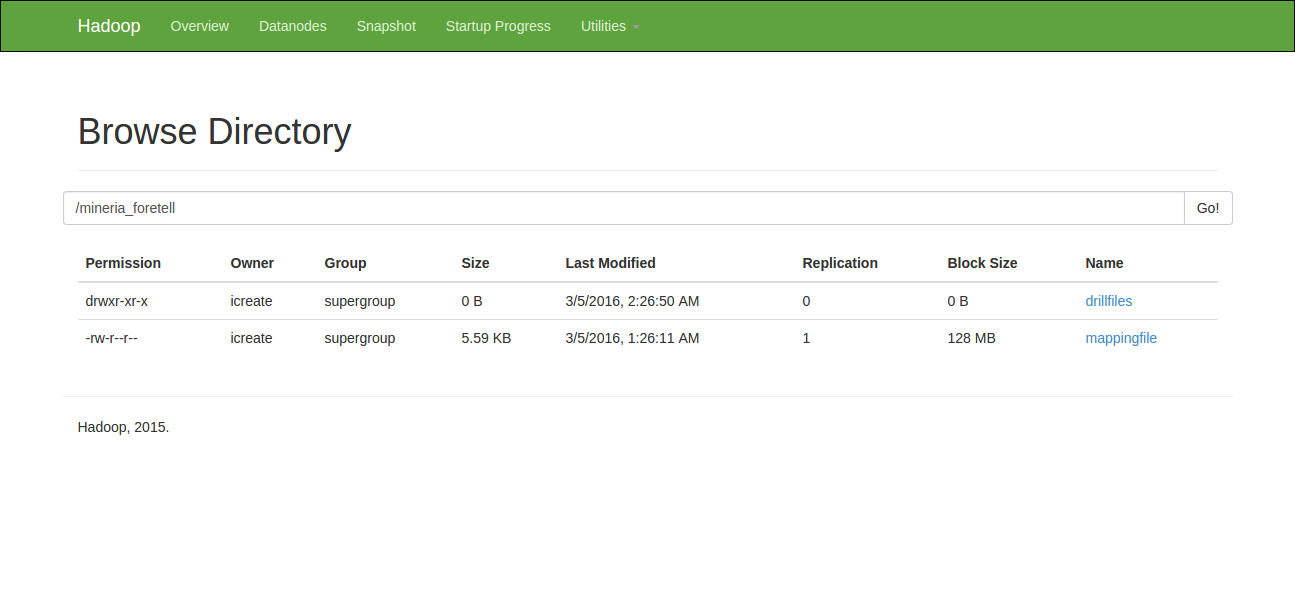 Hadoop Overview Datanodes Snapshot Startup Progress Utilities
Browse Directory
/mineria_foretell Go!
Permission Owner Group Size Last Modified Replication Block Size Name
drwxr-xr-x icreate supergroup 0 B 3/5/2016, 2:26:50 AM 0 0 B drillfiles
-rw-r--r-- icreate supergroup 5.59 KB 3/5/2016, 1:26:11 AM 1 128 MB mappingfile
Hadoop, 2015.